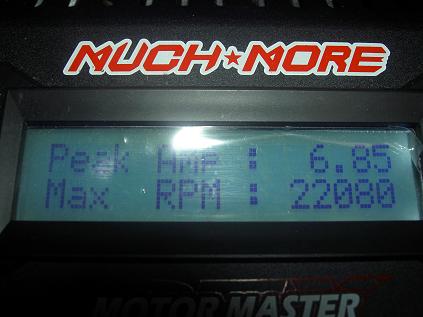 MUCH★MORE
Peak Amp : 6.85
Max RPM : 22080
MOTOR MASTER